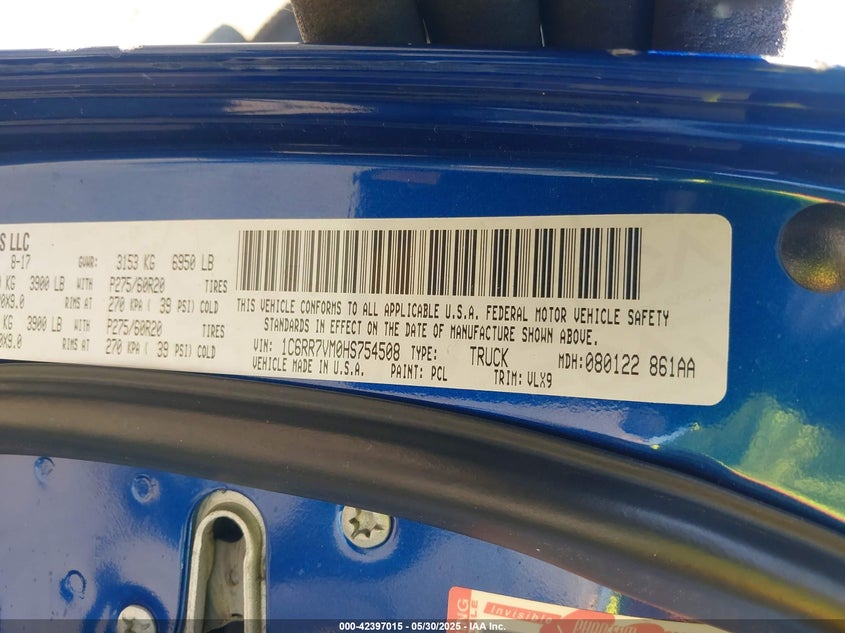 S LLC
8-17 GVWR: 3153 KG 6950 LB
KG 3900 LB WITH P275/60R20 TIRES
0X9.0 RIMS AT 270 KPA ( 39 PSI) COLD
KG 3900 LB WITH P275/60R20 TIRES
0X9.0 RIMS AT 270 KPA ( 39 PSI) COLD
THIS VEHICLE CONFORMS TO ALL APPLICABLE U.S.A. FEDERAL MOTOR VEHICLE SAFETY
STANDARDS IN EFFECT ON THE DATE OF MANUFACTURE SHOWN ABOVE.
VIN: 1C6RR7VM0HS754508 TYPE: TRUCK MDH:080122 861AA
VEHICLE MADE IN U.S.A. PAINT: PCL TRIM: VLX9
Invisible
000-42397015 - 05/30/2025 - IAA Inc.